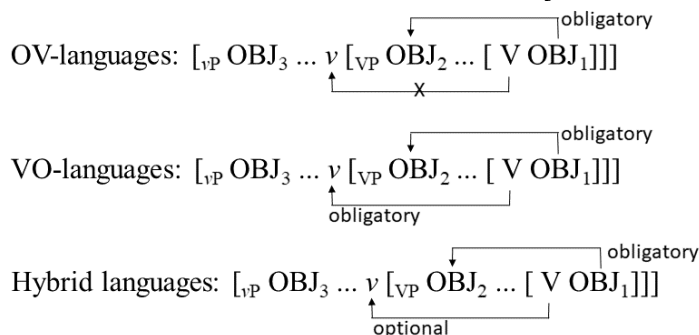 obligatory
OV-languages: [vP OBJ3 ... v [VP OBJ2 ... [ V OBJ1]]]
X
obligatory
VO-languages: [vP OBJ3 ... v [VP OBJ2 ... [ V OBJ1]]]
obligatory
obligatory
Hybrid languages: [vP OBJ3 ... v [VP OBJ2 ... [ V OBJ1]]]
optional